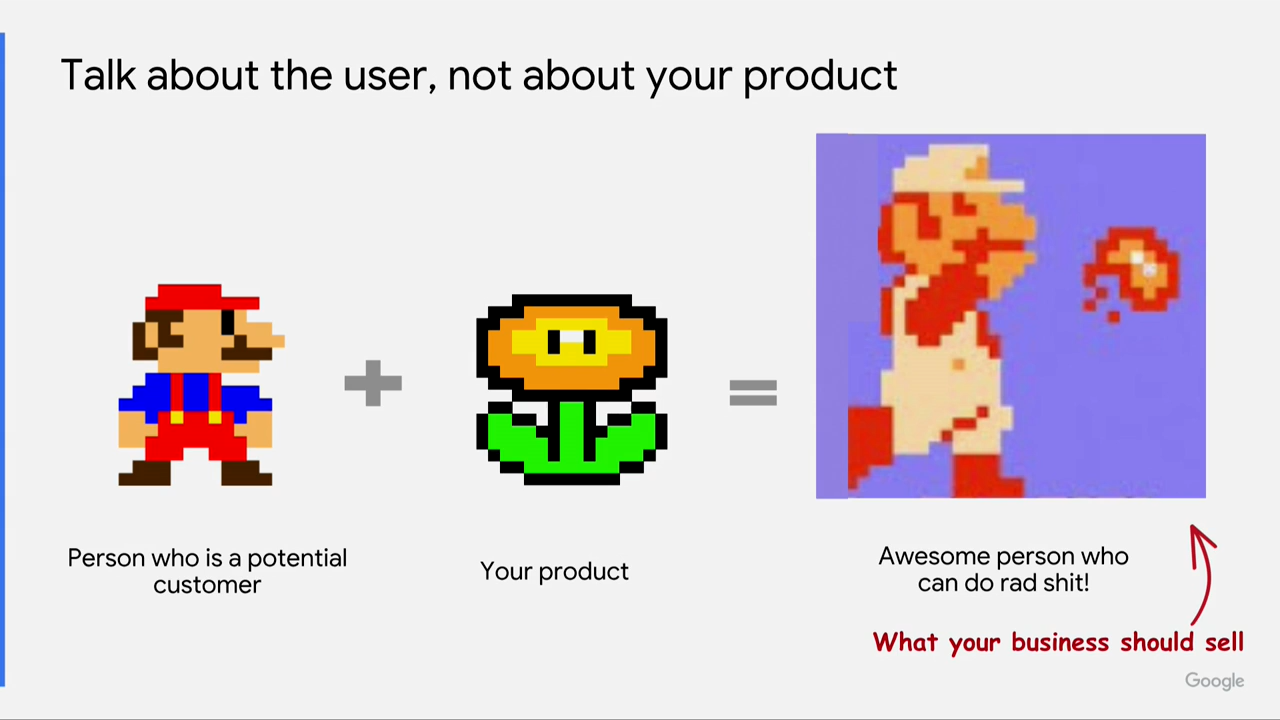 Talk about the user, not about your product
Person who is a potential
customer
Your product
Awesome person who
can do rad shit!
What your business should sell
Google